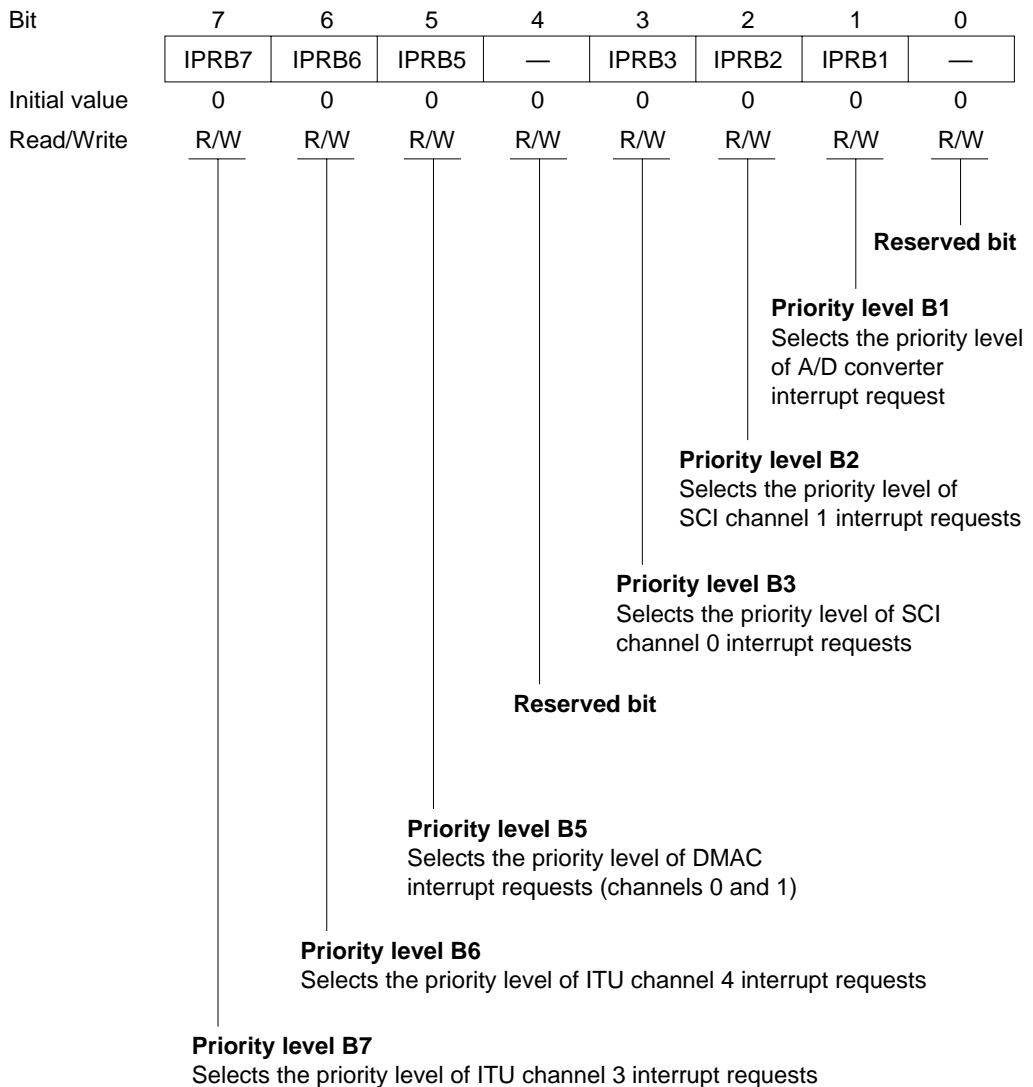 Bit 7 6 5 4 3 2 1 0
IPRB7 IPRB6 IPRB5 — IPRB3 IPRB2 IPRB1 —
Initial value 0 0 0 0 0 0 0 0
Read/Write R/W R/W R/W R/W R/W R/W R/W R/W
Reserved bit
Priority level B1
Selects the priority level
of A/D converter
interrupt request
Priority level B2
Selects the priority level of
SCI channel 1 interrupt requests
Priority level B3
Selects the priority level of SCI
channel 0 interrupt requests
Reserved bit
Priority level B5
Selects the priority level of DMAC
interrupt requests (channels 0 and 1)
Priority level B6
Selects the priority level of ITU channel 4 interrupt requests
Priority level B7
Selects the priority level of ITU channel 3 interrupt requests